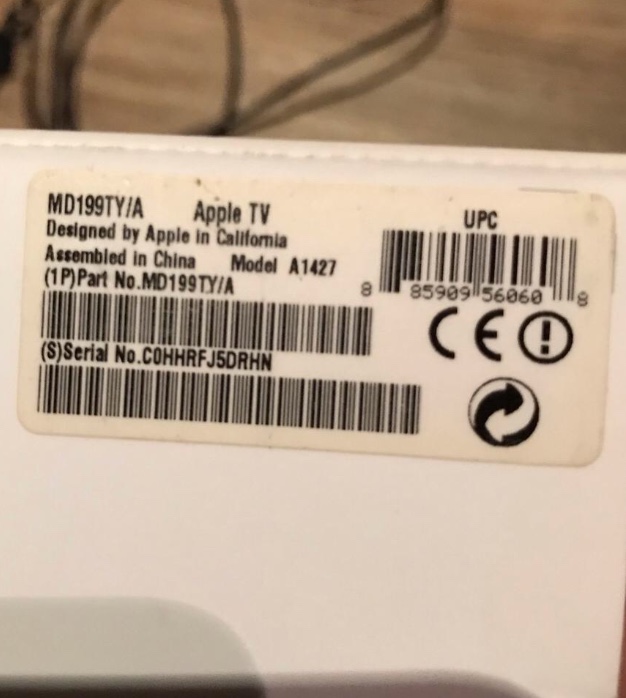 MD199TY/A Apple TV
Designed by Apple in California
Assembled in China Model A1427
(1P)Part No.MD199TY/A
(S)Serial No.C0HHRFJ5DRHN
UPC
8 85909 56060 8
CE